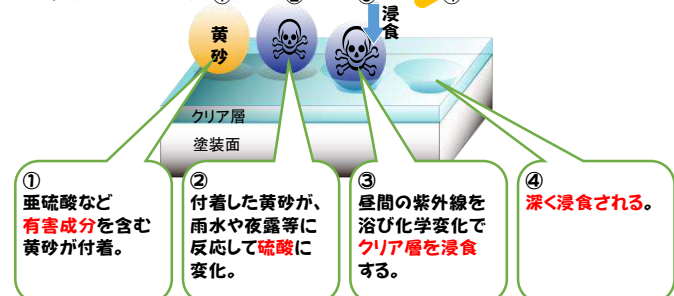 黄
砂
浸
食
クリア層
塗装面
①
亜硫酸など
有害成分を含む
黄砂が付着。
②
付着した黄砂が、
雨水や夜露等に
反応して硫酸に
変化。
③
昼間の紫外線を
浴び化学変化で
クリア層を浸食
する。
④
深く浸食される。